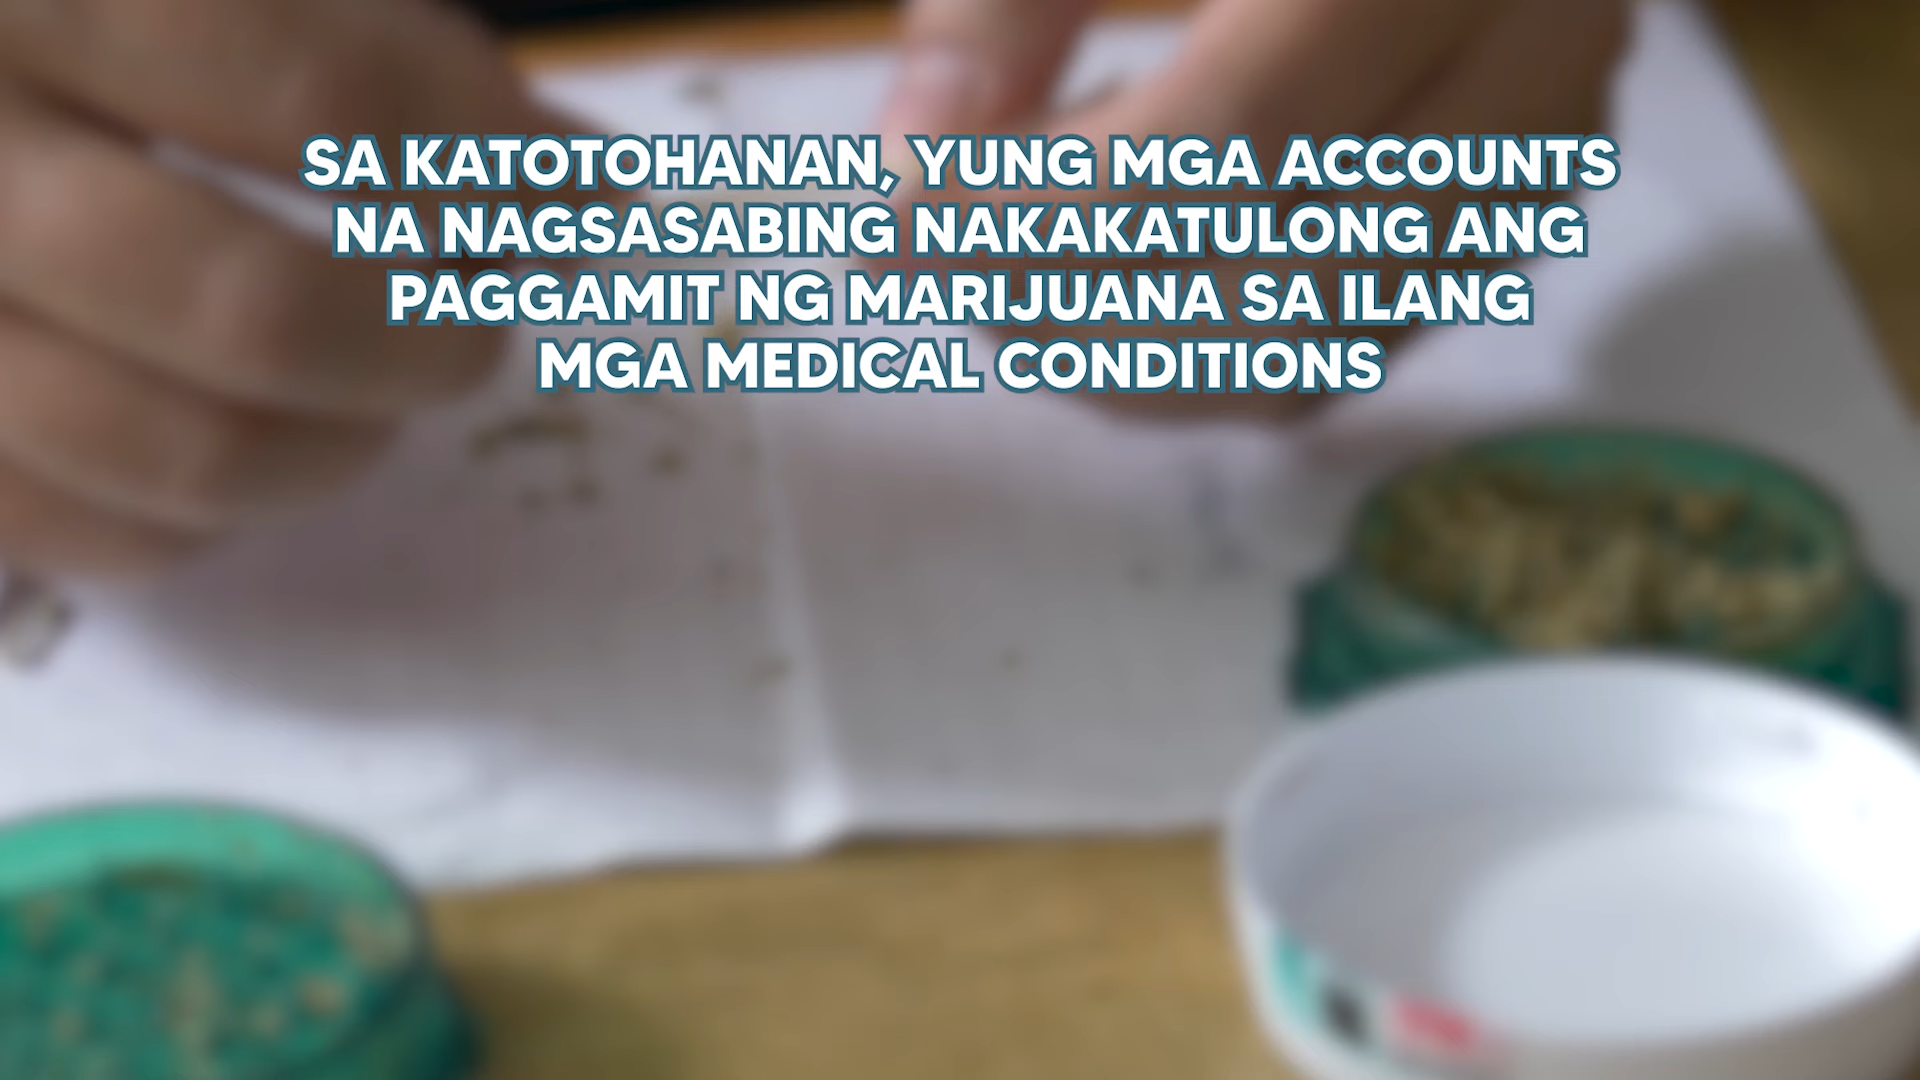 SA KATOTOHANAN, YUNG MGA ACCOUNTS
NA NAGSASABING NAKAKATULONG ANG
PAGGAMIT NG MARIJUANA SA ILANG
MGA MEDICAL CONDITIONS